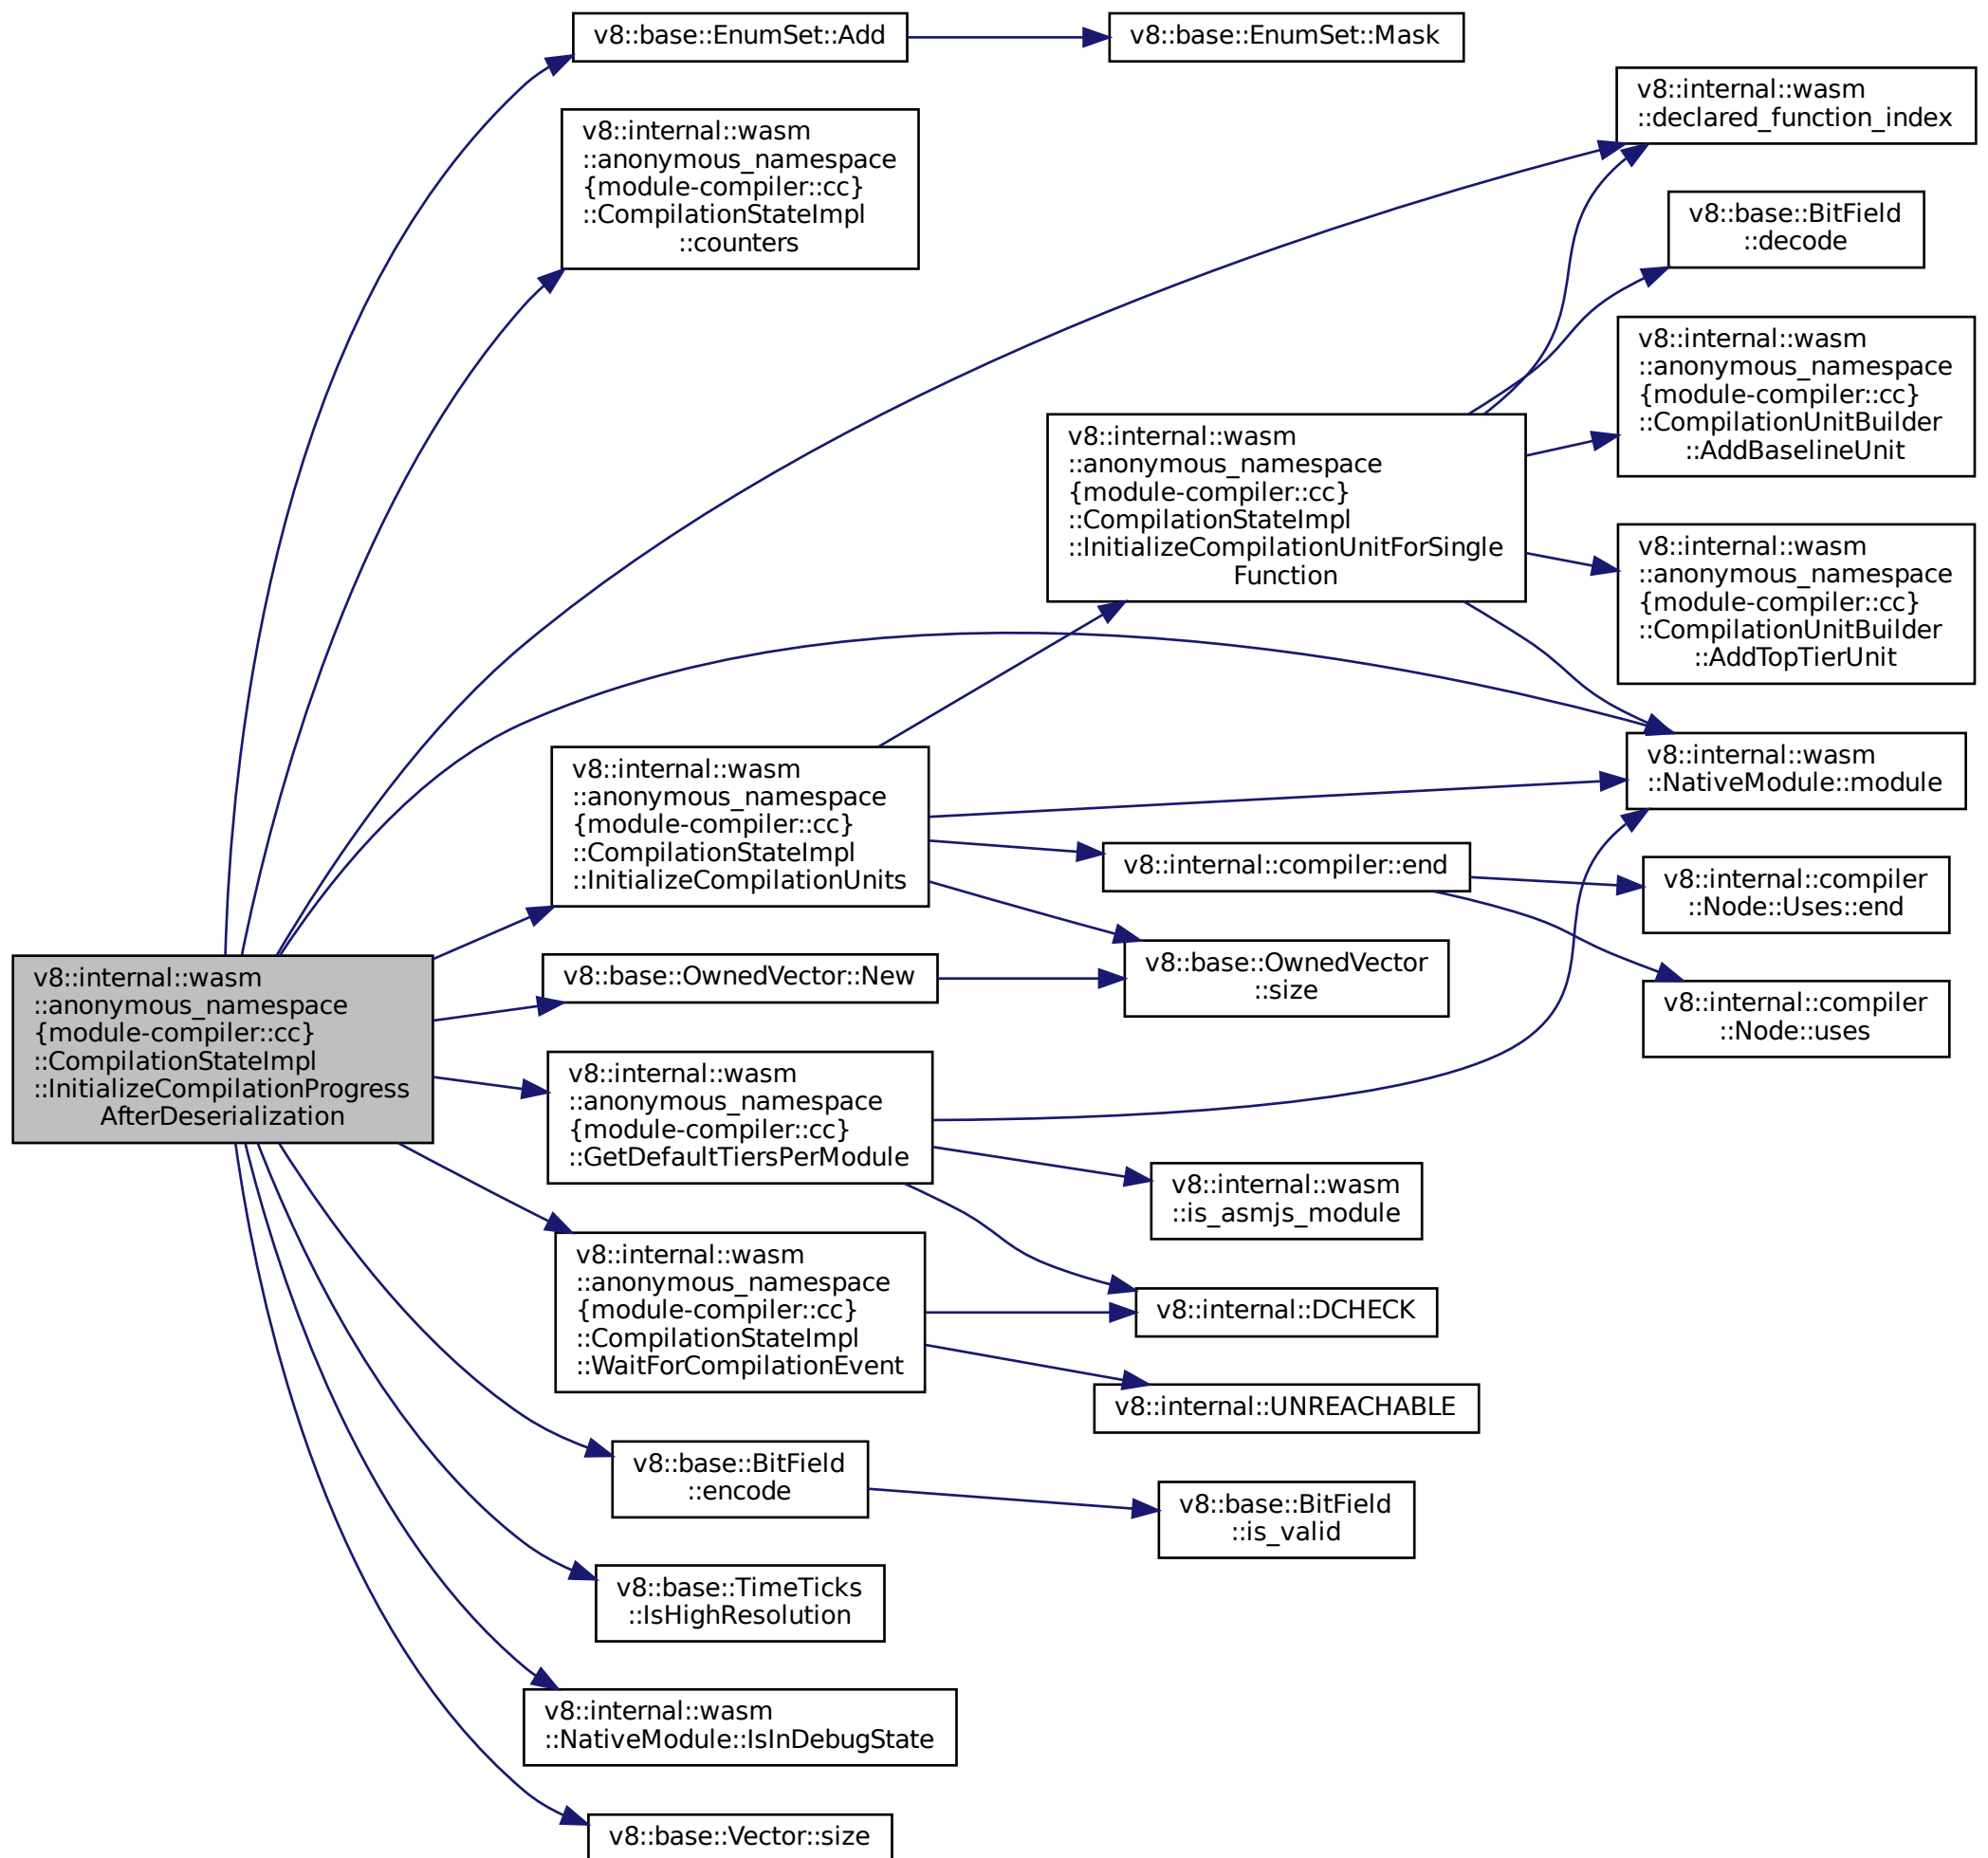 v8::base::EnumSet::Add
v8::base::EnumSet::Mask
v8::internal::wasm
::anonymous_namespace
{module-compiler::cc}
::CompilationStateImpl
::counters
v8::internal::wasm
::declared_function_index
v8::base::BitField
::decode
v8::internal::wasm
::anonymous_namespace
{module-compiler::cc}
::CompilationUnitBuilder
::AddBaselineUnit
v8::internal::wasm
::anonymous_namespace
{module-compiler::cc}
::CompilationStateImpl
::InitializeCompilationUnitForSingle
Function
v8::internal::wasm
::anonymous_namespace
{module-compiler::cc}
::CompilationUnitBuilder
::AddTopTierUnit
v8::internal::wasm
::NativeModule::module
v8::internal::wasm
::anonymous_namespace
{module-compiler::cc}
::CompilationStateImpl
::InitializeCompilationUnits
v8::internal::compiler::end
v8::internal::compiler
::Node::Uses::end
v8::internal::wasm
::anonymous_namespace
{module-compiler::cc}
::CompilationStateImpl
::InitializeCompilationProgress
AfterDeserialization
v8::base::OwnedVector::New
v8::base::OwnedVector
::size
v8::internal::compiler
::Node::uses
v8::internal::wasm
::anonymous_namespace
{module-compiler::cc}
::GetDefaultTiersPerModule
v8::internal::wasm
::is_asmjs_module
v8::internal::wasm
::anonymous_namespace
{module-compiler::cc}
::CompilationStateImpl
::WaitForCompilationEvent
v8::internal::DCHECK
v8::internal::UNREACHABLE
v8::base::BitField
::encode
v8::base::BitField
::is_valid
v8::base::TimeTicks
::IsHighResolution
v8::internal::wasm
::NativeModule::IsInDebugState
v8::base::Vector::size